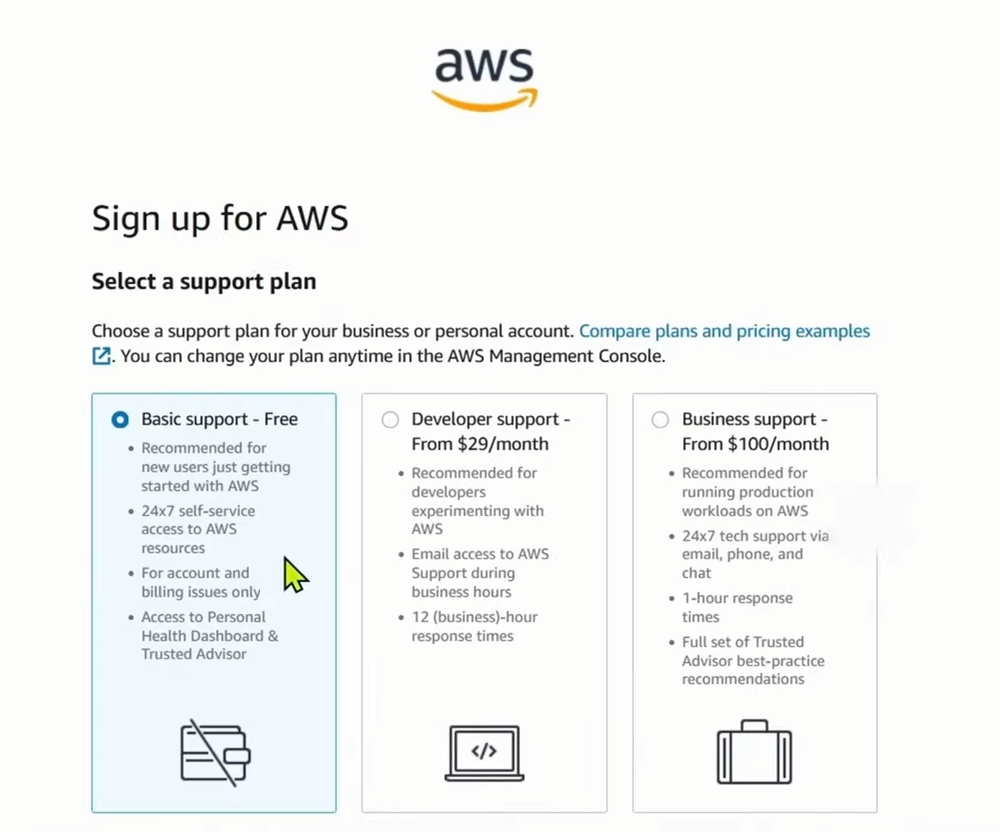 aws
Sign up for AWS
Select a support plan
Choose a support plan for your business or personal account. Compare plans and pricing examples
. You can change your plan anytime in the AWS Management Console.
Basic support - Free
• Recommended for
new users just getting
started with AWS
• 24x7 self-service
access to AWS
resources
• For account and
billing issues only
• Access to Personal
Health Dashboard &
Trusted Advisor
Developer support -
From $29/month
• Recommended for
developers
experimenting with
AWS
• Email access to AWS
Support during
business hours
• 12 (business)-hour
response times
</>
Business support -
From $100/month
• Recommended for
running production
workloads on AWS
• 24x7 tech support via
email, phone, and
chat
• 1-hour response
times
• Full set of Trusted
Advisor best-practice
recommendations